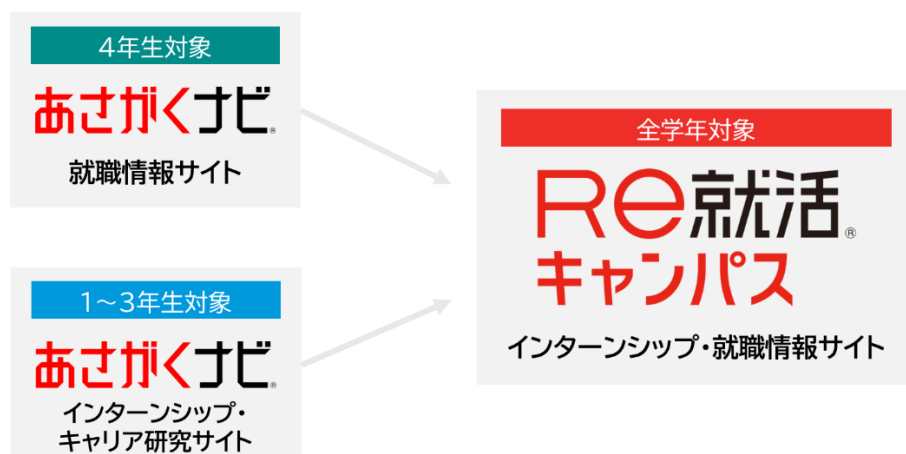 4年生対象
あさがくナビ®
就職情報サイト
1～3年生対象
あさがくナビ®
インターンシップ・
キャリア研究サイト
全学年対象
Re就活®
キャンパス
インターンシップ・就職情報サイト